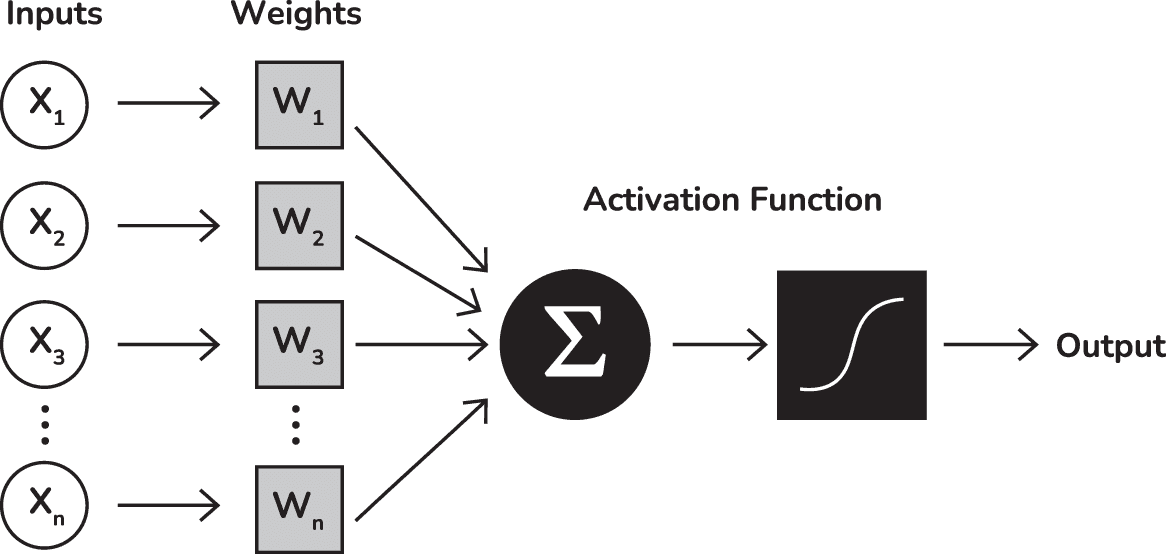 Inputs Weights
X1 W1
X2 W2
Activation Function
X3 W3
Σ
Output
Xn Wn